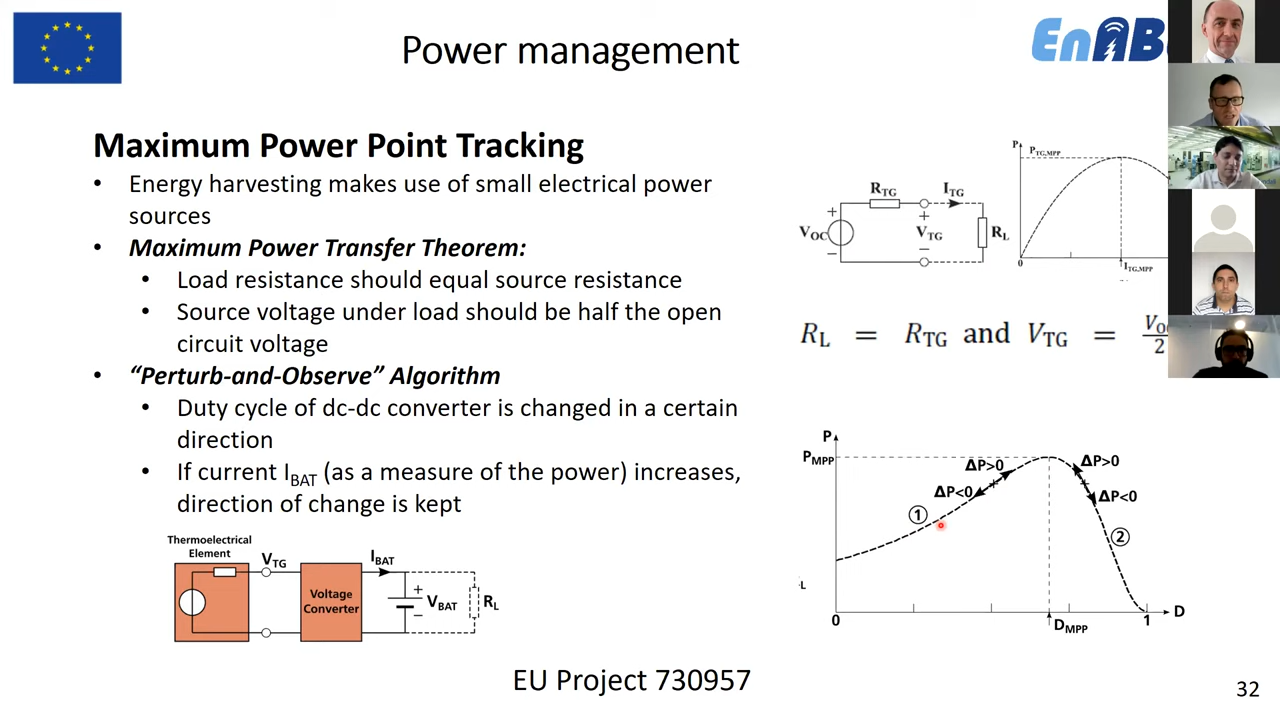 Power management
EnAB
Maximum Power Point Tracking
• Energy harvesting makes use of small electrical power
sources
• Maximum Power Transfer Theorem:
• Load resistance should equal source resistance
• Source voltage under load should be half the open
circuit voltage
• “Perturb-and-Observe” Algorithm
• Duty cycle of dc-dc converter is changed in a certain
direction
• If current IBAT (as a measure of the power) increases,
direction of change is kept
Thermoelectrical
Element
VTG
IBAT
Voltage
Converter
+
VBAT
−
RL
RTG
ITG
+
VOC
−
+
VTG
−
RL
P
PTG,MPP
0
ITG,MPP
RL = RTG and VTG = VO
2
P
PMPP
ΔP>0
ΔP<0
ΔP>0
ΔP<0
①
②
L
0
DMPP
1
D
EU Project 730957
32